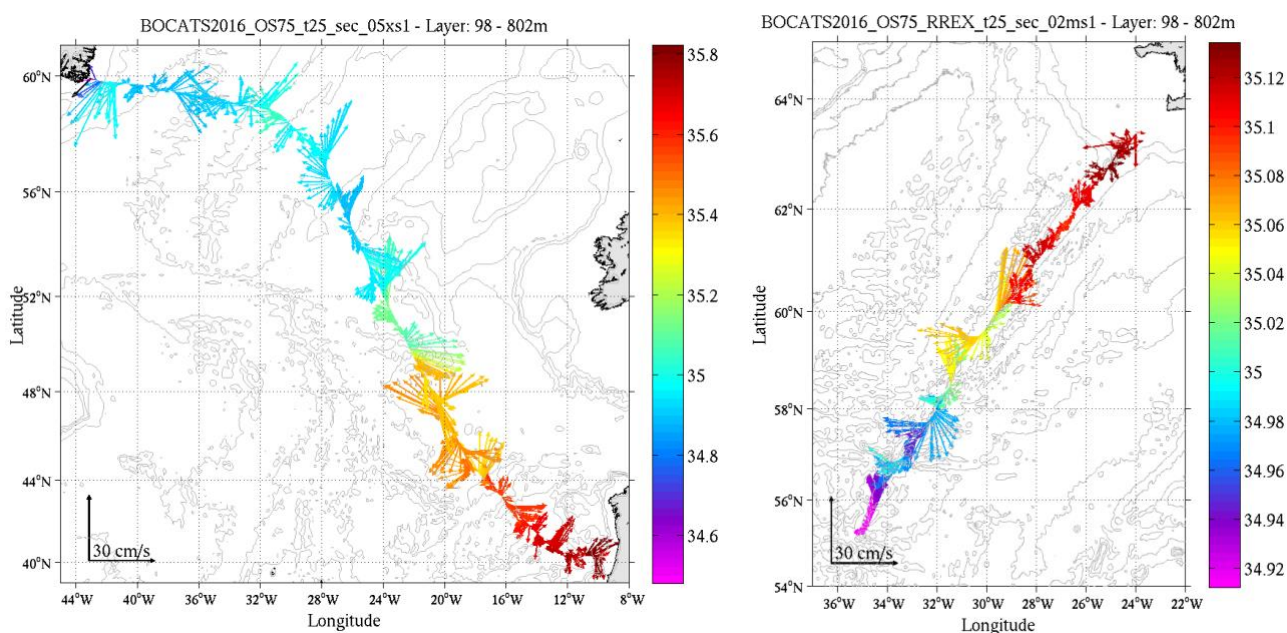 BOCATS2016_OS75_t25_sec_05xs1 - Layer: 98 - 802m
60°N
56°N
52°N
48°N
44°N
40°N
Latitude
30 cm/s
44°W 40°W 36°W 32°W 28°W 24°W 20°W 16°W 12°W 8°W
Longitude
35.8
35.6
35.4
35.2
35
34.8
34.6
BOCATS2016_OS75_RREX_t25_sec_02ms1 - Layer: 98 - 802m
64°N
62°N
60°N
58°N
56°N
54°N
Latitude
30 cm/s
36°W 34°W 32°W 30°W 28°W 26°W 24°W 22°W
Longitude
35.12
35.1
35.08
35.06
35.04
35.02
35
34.98
34.96
34.94
34.92